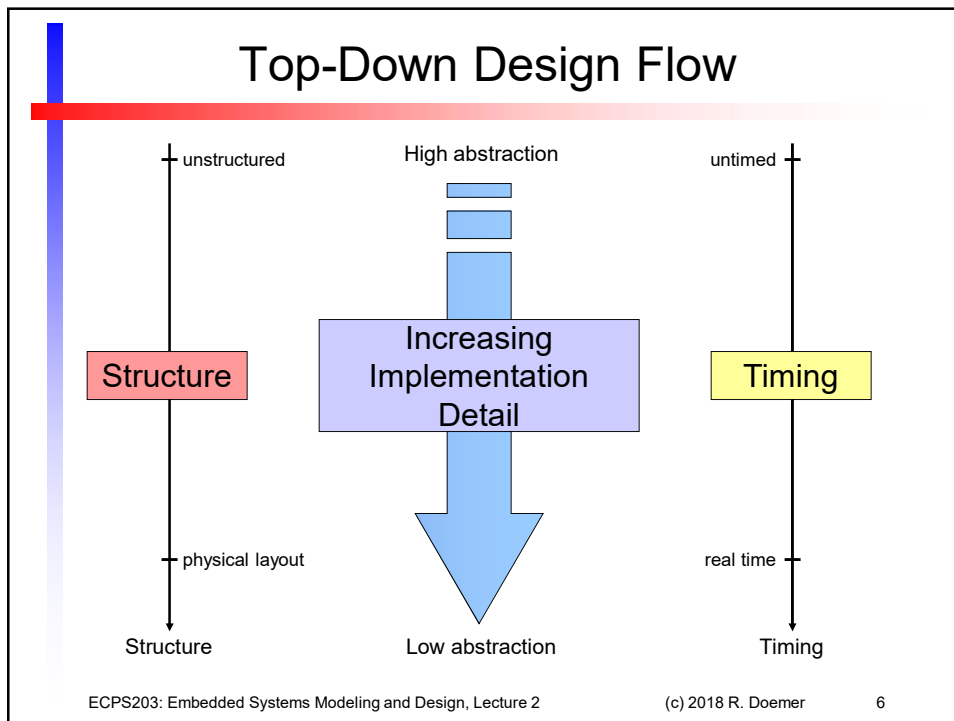 Top-Down Design Flow
unstructured
High abstraction
untimed
Structure
Increasing
Implementation
Detail
Timing
physical layout
real time
Structure
Low abstraction
Timing
ECPS203: Embedded Systems Modeling and Design, Lecture 2
(c) 2018 R. Doemer
6